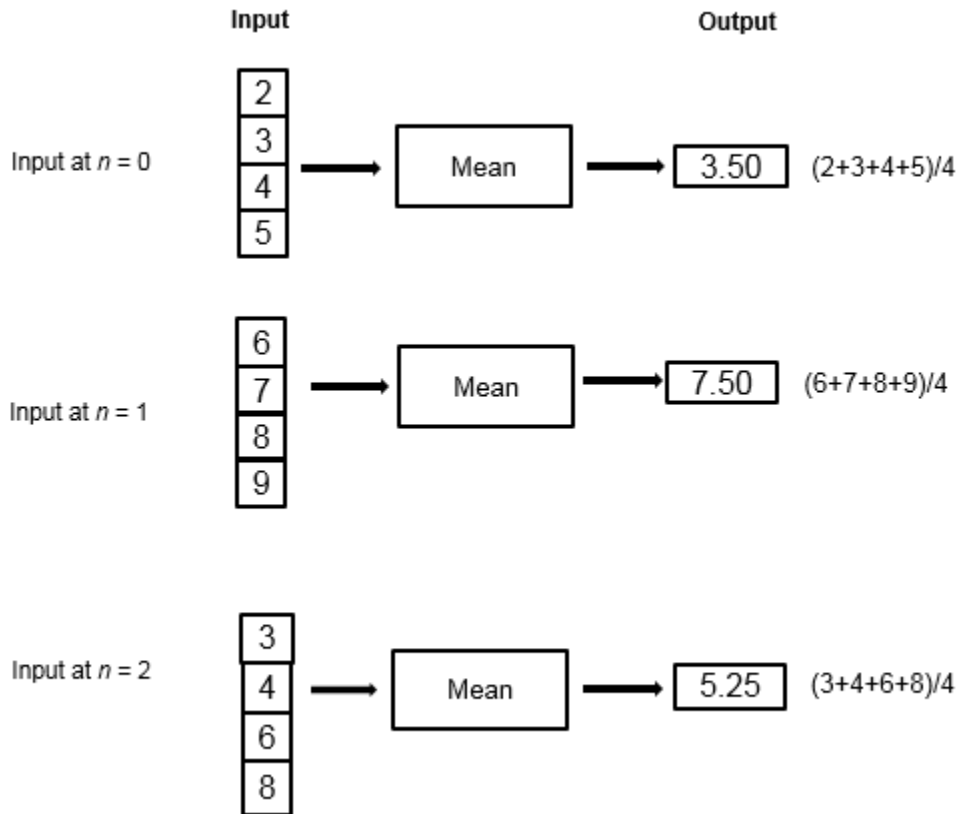 Input Output
2
3
Input at n = 0 Mean 3.50 (2+3+4+5)/4
4
5
6
7 Mean 7.50 (6+7+8+9)/4
Input at n = 1
8
9
3
Input at n = 2 4 Mean 5.25 (3+4+6+8)/4
6
8